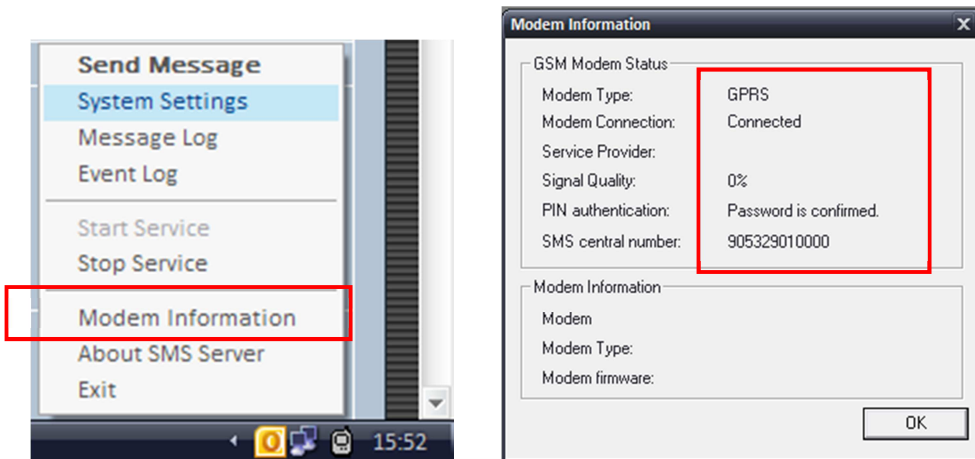 Send Message
System Settings
Message Log
Event Log
Start Service
Stop Service
Modem Information
About SMS Server
Exit
15:52
Modem Information
GSM Modem Status
Modem Type: GPRS
Modem Connection: Connected
Service Provider:
Signal Quality: 0%
PIN authentication: Password is confirmed.
SMS central number: 905329010000
Modem Information
Modem
Modem Type:
Modem firmware:
OK